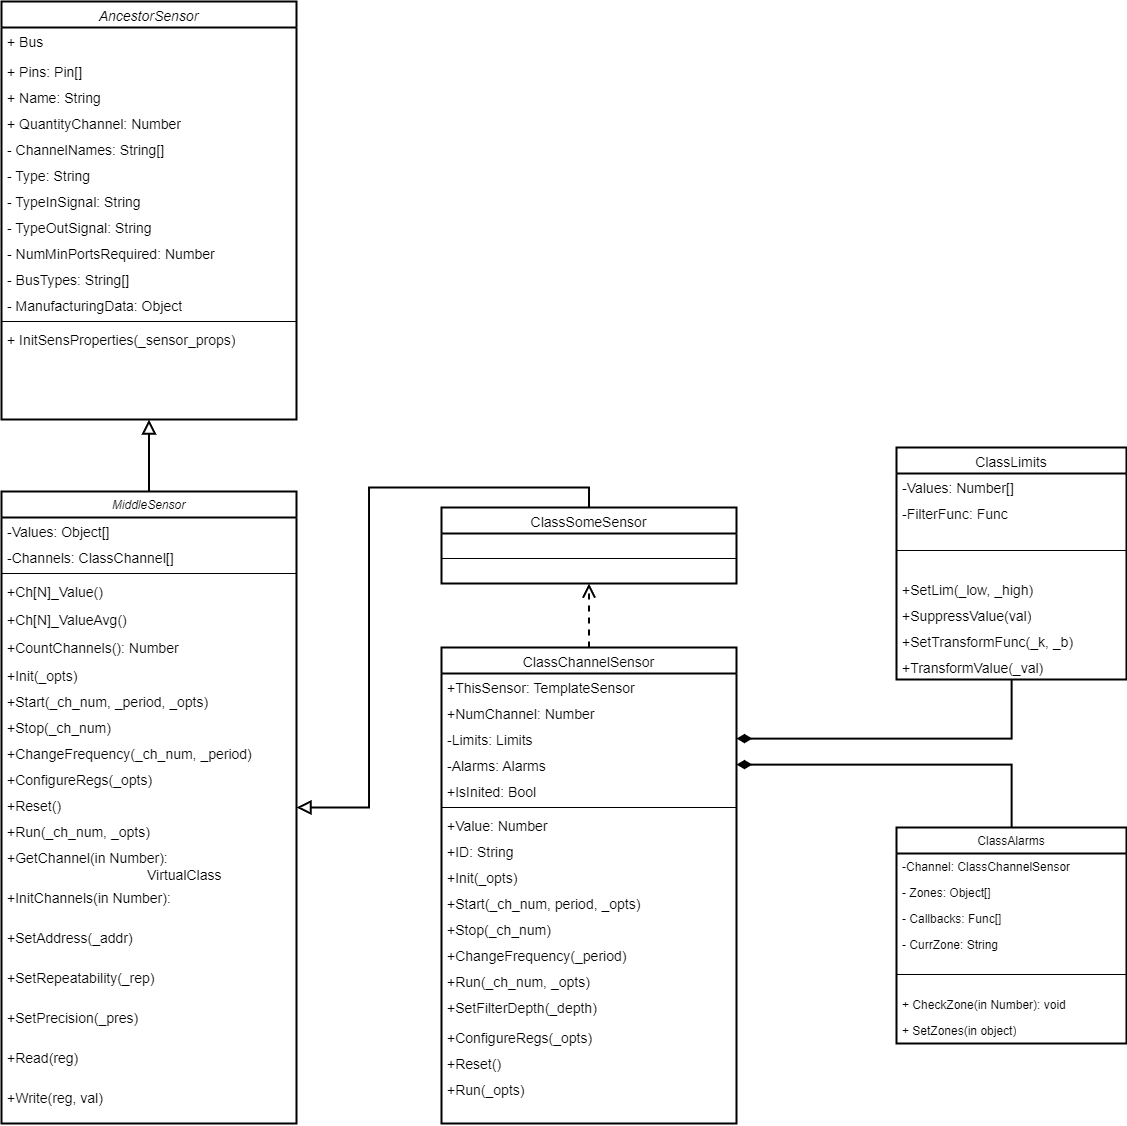 AncestorSensor
+ Bus
+ Pins: Pin[]
+ Name: String
+ QuantityChannel: Number
- ChannelNames: String[]
- Type: String
- TypeInSignal: String
- TypeOutSignal: String
- NumMinPortsRequired: Number
- BusTypes: String[]
- ManufacturingData: Object
+ InitSensProperties(_sensor_props)
MiddleSensor
-Values: Object[]
-Channels: ClassChannel[]
+Ch[N]_Value()
+Ch[N]_ValueAvg()
+CountChannels(): Number
+Init(_opts)
+Start(_ch_num, _period, _opts)
+Stop(_ch_num)
+ChangeFrequency(_ch_num, _period)
+ConfigureRegs(_opts)
+Reset()
+Run(_ch_num, _opts)
+GetChannel(in Number):
VirtualClass
+InitChannels(in Number):
+SetAddress(_addr)
+SetRepeatability(_rep)
+SetPrecision(_pres)
+Read(reg)
+Write(reg, val)
ClassSomeSensor
ClassChannelSensor
+ThisSensor: TemplateSensor
+NumChannel: Number
-Limits: Limits
-Alarms: Alarms
+IsInited: Bool
+Value: Number
+ID: String
+Init(_opts)
+Start(_ch_num, period, _opts)
+Stop(_ch_num)
+ChangeFrequency(_period)
+Run(_ch_num, _opts)
+SetFilterDepth(_depth)
+ConfigureRegs(_opts)
+Reset()
+Run(_opts)
ClassLimits
-Values: Number[]
-FilterFunc: Func
+SetLim(_low, _high)
+SuppressValue(val)
+SetTransformFunc(_k, _b)
+TransformValue(_val)
ClassAlarms
-Channel: ClassChannelSensor
- Zones: Object[]
- Callbacks: Func[]
- CurrZone: String
+ CheckZone(in Number): void
+ SetZones(in object)